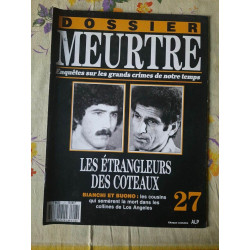 DOSSIER
MEURTRE
Enquêtes sur les grands crimes de notre temps
LES ÉTRANGLEURS
DES COTEAUX
BIANCHI ET BUONO : les cousins
qui semèrent la mort dans les
collines de Los Angeles
27
ALP